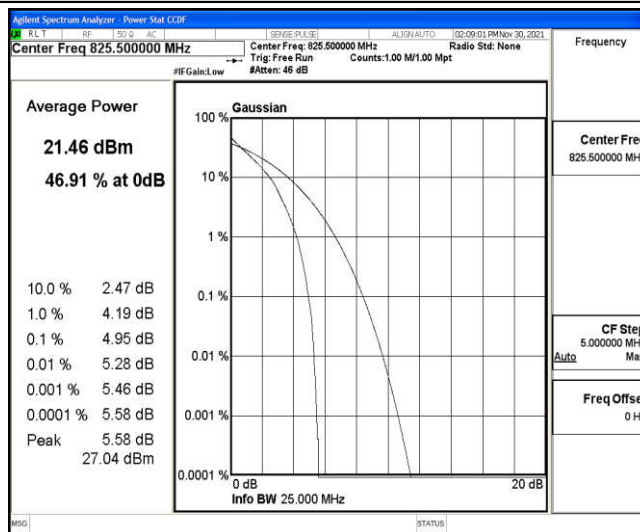 Agilent Spectrum Analyzer - Power Stat CCDF
RLT RF 50 Ω AC SENSE:PULSE ALIGNAUTO 02:09:01 PM Nov 30, 2021
Center Freq 825.500000 MHz
Center Freq: 825.500000 MHz Radio Std: None
Trig: Free Run Counts:1.00 M/1.00 Mpt
#IFGain:Low #Atten: 46 dB
Frequency
Average Power
21.46 dBm
46.91 % at 0dB
10.0 % 2.47 dB
1.0 % 4.19 dB
0.1 % 4.95 dB
0.01 % 5.28 dB
0.001 % 5.46 dB
0.0001 % 5.58 dB
Peak 5.58 dB
27.04 dBm
Gaussian
100 %
10 %
1 %
0.1 %
0.01 %
0.001 %
0.0001 %
0 dB 20 dB
Info BW 25.000 MHz
Center Fre
825.500000 MH
CF Ste
5.000000 MH
Auto Ma
Freq Offse
0 H
MSG STATUS